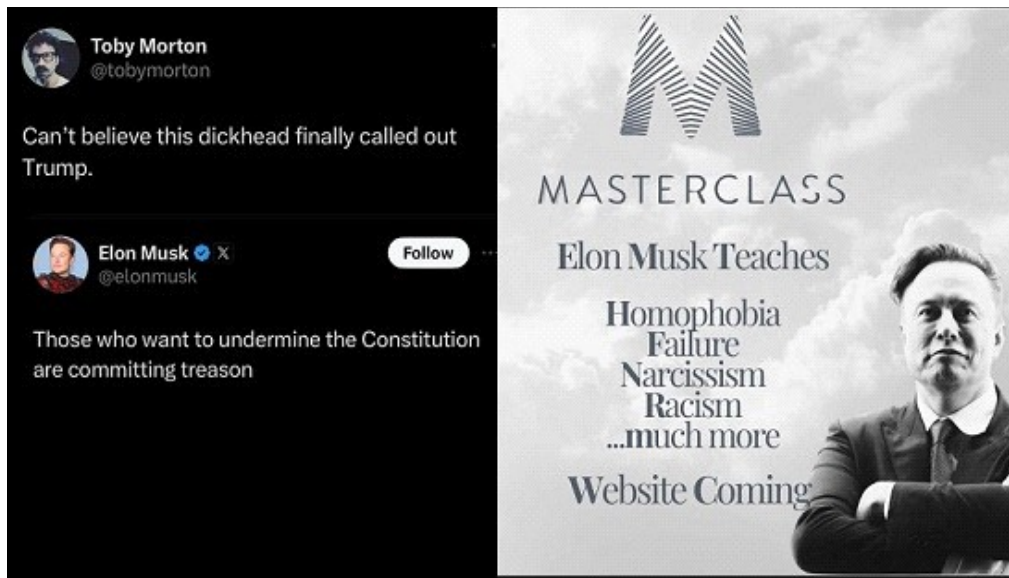 Toby Morton
@tobymorton
Can't believe this dickhead finally called out
Trump.
Elon Musk X
Follow
@elonmusk
Those who want to undermine the Constitution
are committing treason
M
MASTERCLASS
Elon Musk Teaches
Homophobia
Failure
Narcissism
Racism
...much more
Website Coming